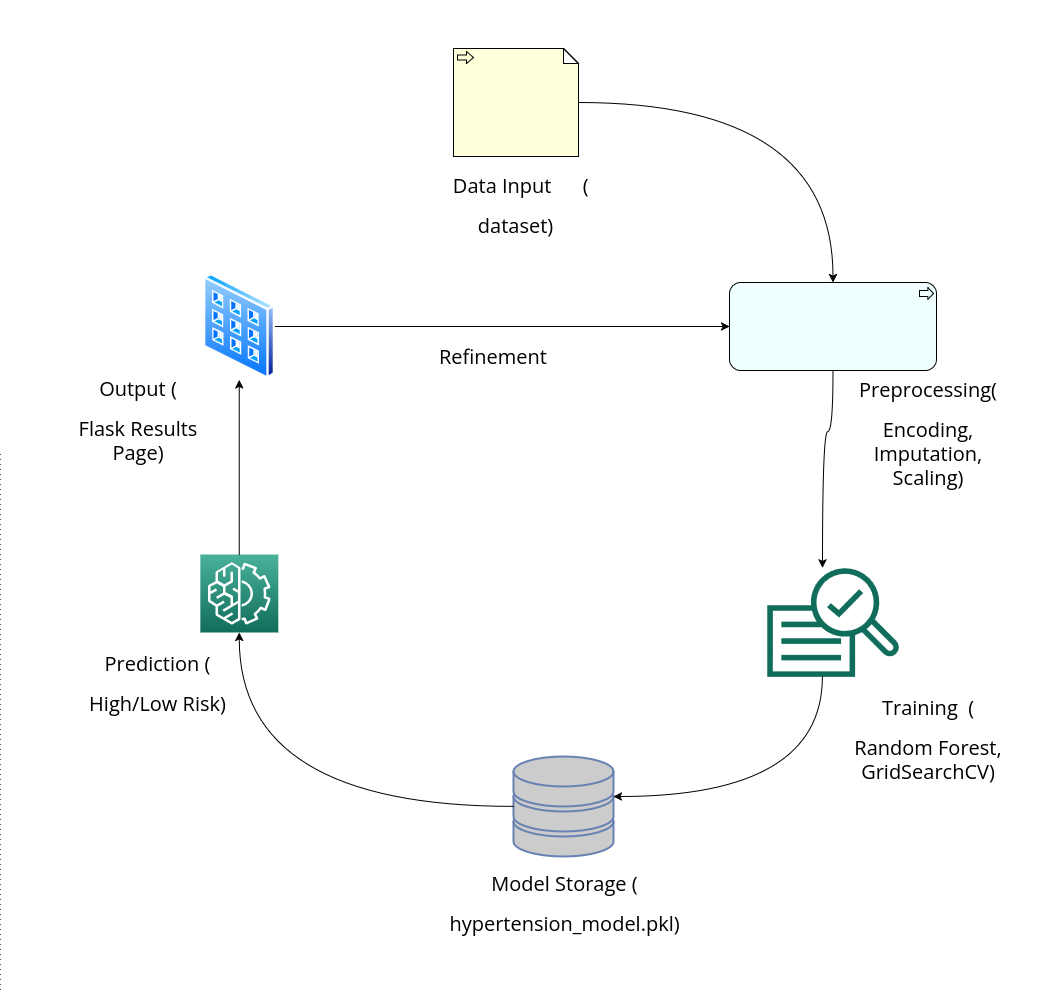 Data Input (
dataset)
Refinement
Output (
Flask Results
Page)
Preprocessing(
Encoding,
Imputation,
Scaling)
Prediction (
High/Low Risk)
Training (
Random Forest,
GridSearchCV)
Model Storage (
hypertension_model.pkl)